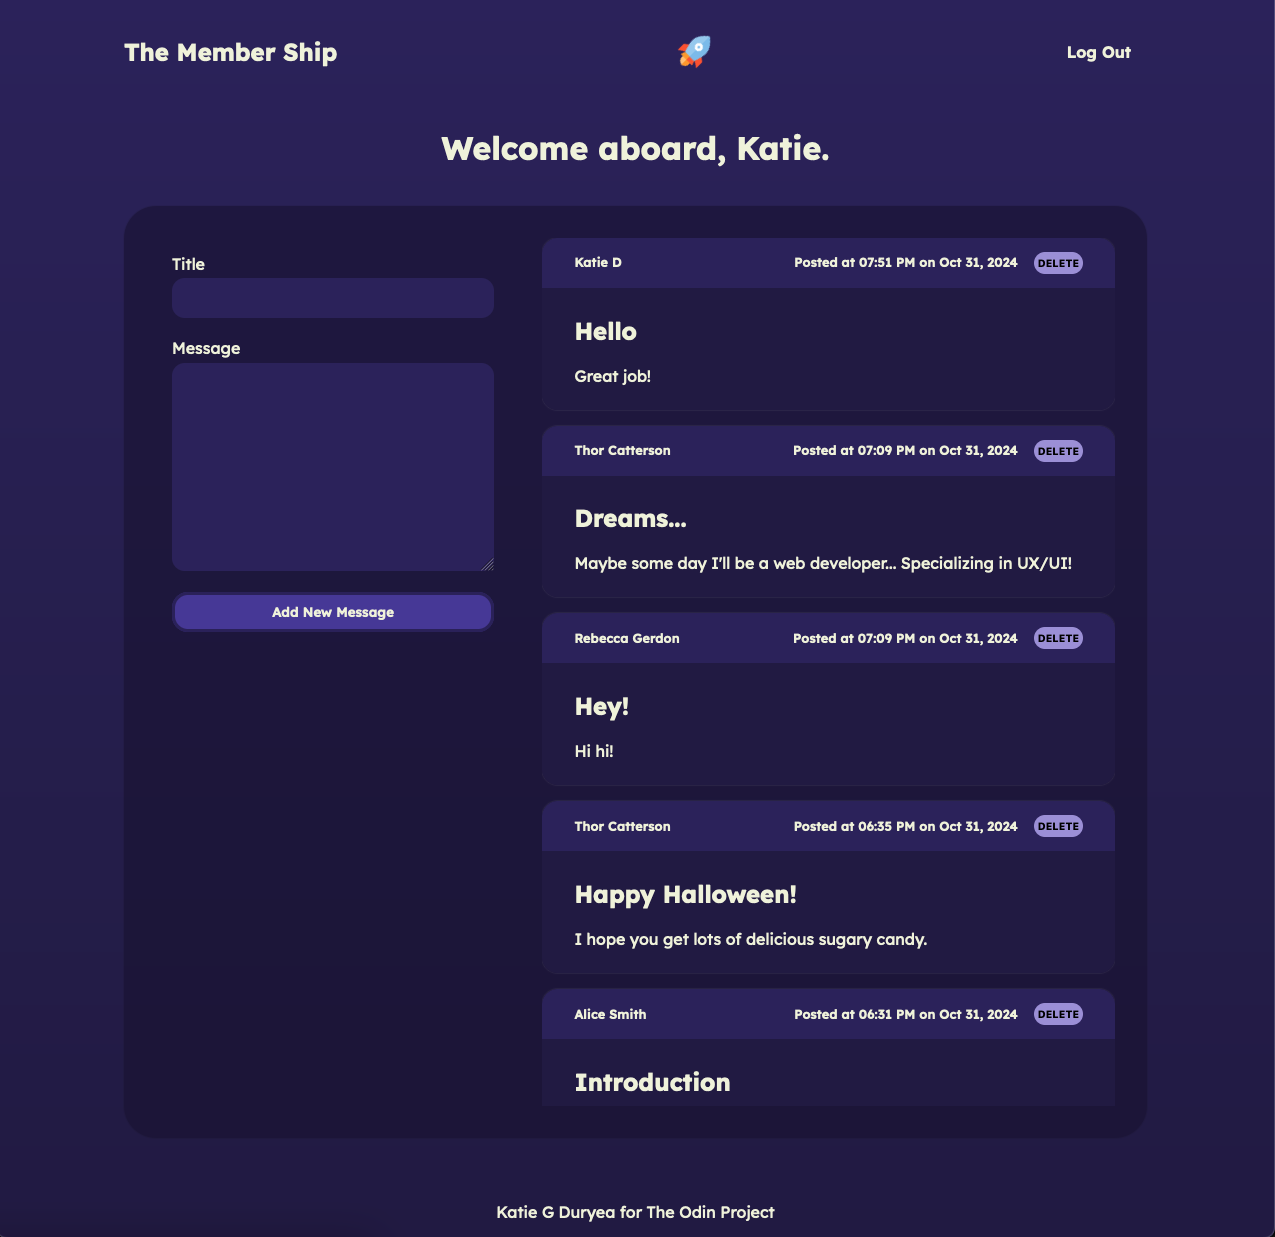 The Member Ship
Log Out
Welcome aboard, Katie.
Title
Message
Add New Message
Katie D Posted at 07:51 PM on Oct 31, 2024 DELETE
Hello
Great job!
Thor Catterson Posted at 07:09 PM on Oct 31, 2024 DELETE
Dreams...
Maybe some day I'll be a web developer... Specializing in UX/UI!
Rebecca Gerdon Posted at 07:09 PM on Oct 31, 2024 DELETE
Hey!
Hi hi!
Thor Catterson Posted at 06:35 PM on Oct 31, 2024 DELETE
Happy Halloween!
I hope you get lots of delicious sugary candy.
Alice Smith Posted at 06:31 PM on Oct 31, 2024 DELETE
Introduction
Katie G Duryea for The Odin Project